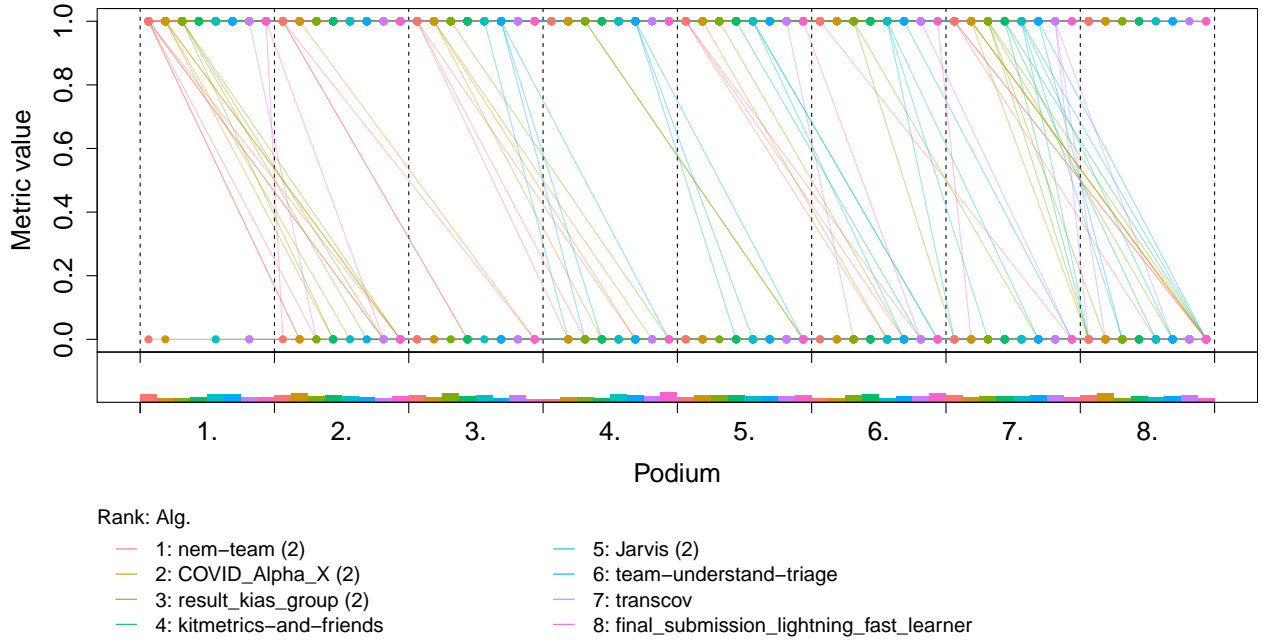 Metric value
1.0
0.8
0.6
0.4
0.2
0.0
1. 2. 3. 4. 5. 6. 7. 8.
Podium
Rank: Alg.
1: nem−team (2)
2: COVID_Alpha_X (2)
3: result_kias_group (2)
4: kitmetrics−and−friends
5: Jarvis (2)
6: team−understand−triage
7: transcov
8: final_submission_lightning_fast_learner